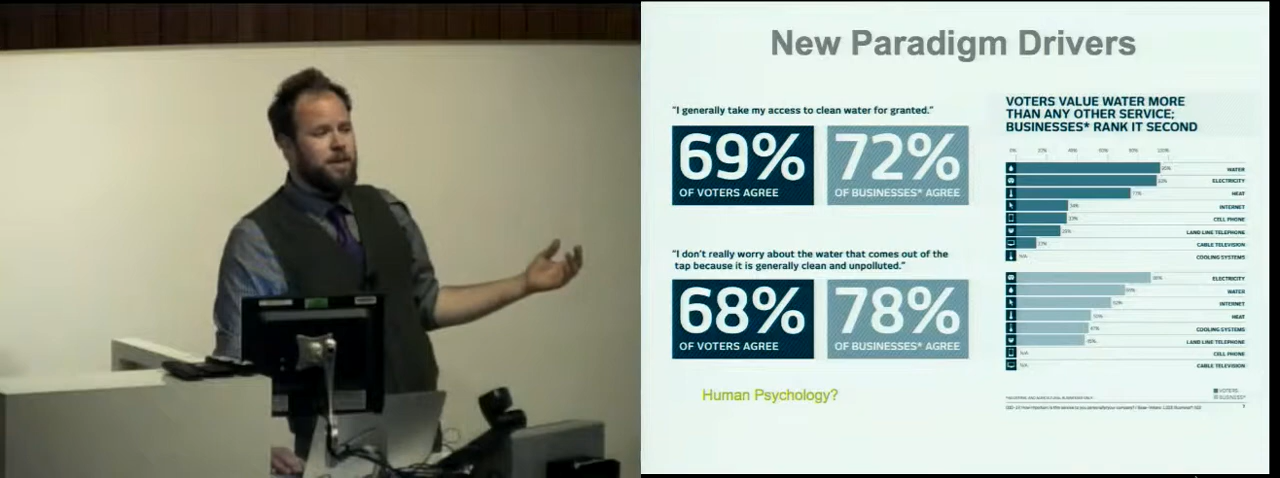 New Paradigm Drivers
"I generally take my access to clean water for granted."
69%
OF VOTERS AGREE
72%
OF BUSINESSES* AGREE
"I don't really worry about the water that comes out of the
tap because it is generally clean and unpolluted."
68%
OF VOTERS AGREE
78%
OF BUSINESSES* AGREE
Human Psychology?
VOTERS VALUE WATER MORE
THAN ANY OTHER SERVICE;
BUSINESSES* RANK IT SECOND
WATER
ELECTRICITY
HEAT
INTERNET
CELL PHONE
LAND LINE TELEPHONE
CABLE TELEVISION
N/A COOLING SYSTEMS
ELECTRICITY
WATER
INTERNET
HEAT
COOLING SYSTEMS
LAND LINE TELEPHONE
N/A CELL PHONE
N/A CABLE TELEVISION
VOTERS
BUSINESS*